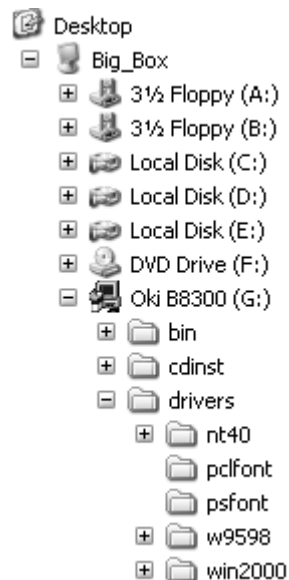 Desktop
Big_Box
3½ Floppy (A:)
3½ Floppy (B:)
Local Disk (C:)
Local Disk (D:)
Local Disk (E:)
DVD Drive (F:)
Oki B8300 (G:)
bin
cdinst
drivers
nt40
pclfont
psfont
w9598
win2000